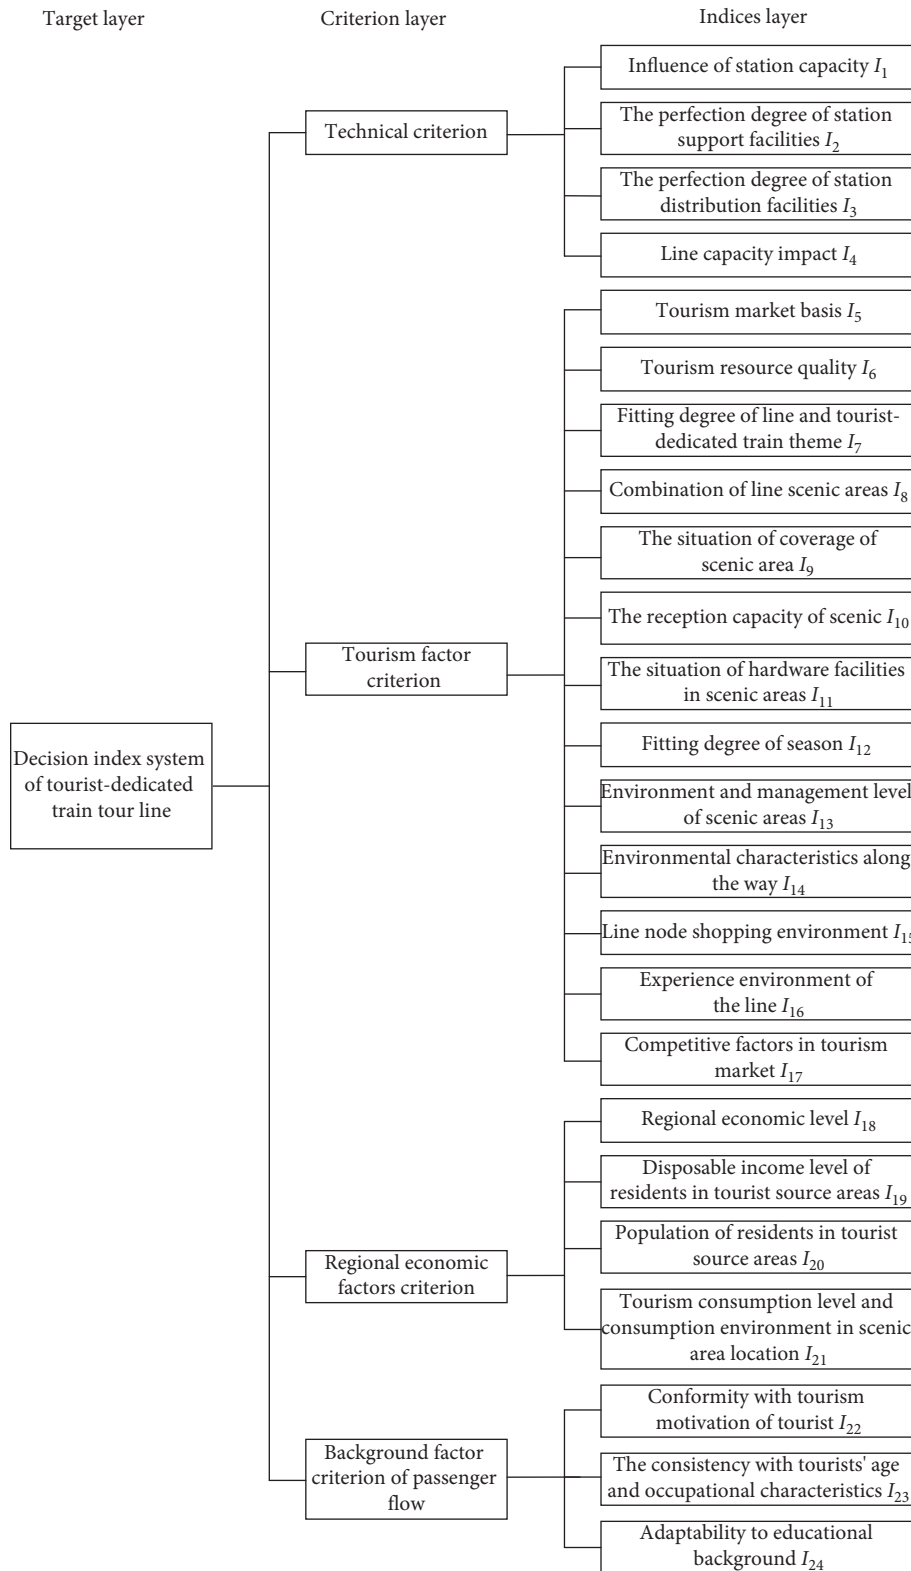 Target layer
Criterion layer
Indices layer
Decision index system
of tourist-dedicated
train tour line
Technical criterion
Influence of station capacity I1
The perfection degree of station
support facilities I2
The perfection degree of station
distribution facilities I3
Line capacity impact I4
Tourism factor
criterion
Tourism market basis I5
Tourism resource quality I6
Fitting degree of line and tourist-
dedicated train theme I7
Combination of line scenic areas I8
The situation of coverage of
scenic area I9
The reception capacity of scenic I10
The situation of hardware facilities
in scenic areas I11
Fitting degree of season I12
Environment and management level
of scenic areas I13
Environmental characteristics along
the way I14
Line node shopping environment I15
Experience environment of
the line I16
Competitive factors in tourism
market I17
Regional economic
factors criterion
Regional economic level I18
Disposable income level of
residents in tourist source areas I19
Population of residents in tourist
source areas I20
Tourism consumption level and
consumption environment in scenic
area location I21
Background factor
criterion of passenger
flow
Conformity with tourism
motivation of tourist I22
The consistency with tourists' age
and occupational characteristics I23
Adaptability to educational
background I24